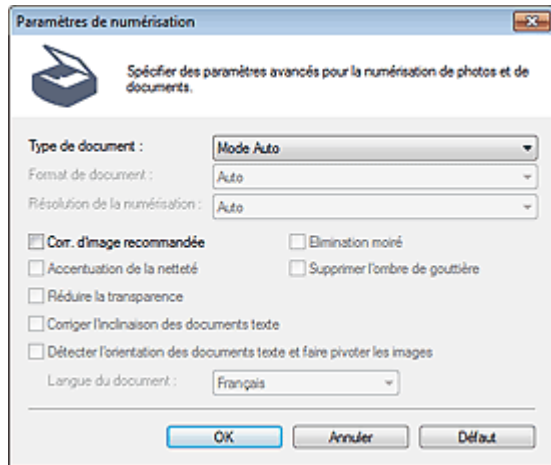 Paramètres de numérisation
Spécifier des paramètres avancés pour la numérisation de photos et de
documents.
Type de document :
Mode Auto
Format de document :
Auto
Résolution de la numérisation :
Auto
Corr. d'image recommandée
Elimination moiré
Accentuation de la netteté
Supprimer l'ombre de gouttière
Réduire la transparence
Corriger l'inclinaison des documents texte
Détecter l'orientation des documents texte et faire pivoter les images
Langue du document :
Français
OK
Annuler
Défaut